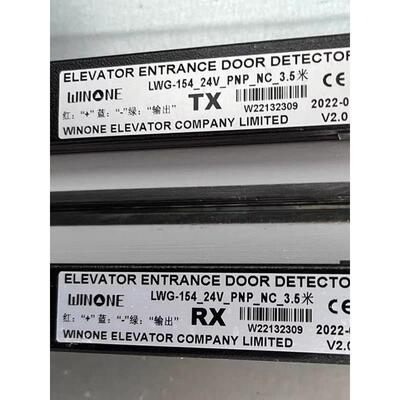 ELEVATOR ENTRANCE DOOR DETECTOR
WINONE LWG-154_24V_PNP_NC_3.5米 CE
TX
红: "+" 蓝: "-" 绿: "输出" W22132309 2022-0
WINONE ELEVATOR COMPANY LIMITED V2.0
ELEVATOR ENTRANCE DOOR DETECTO
WINONE LWG-154_24V_PNP_NC_3.5米 CE
RX
红: "+" 蓝: "-" 绿: "输出" W22132309 2022-0
WINONE ELEVATOR COMPANY LIMITED V2.0